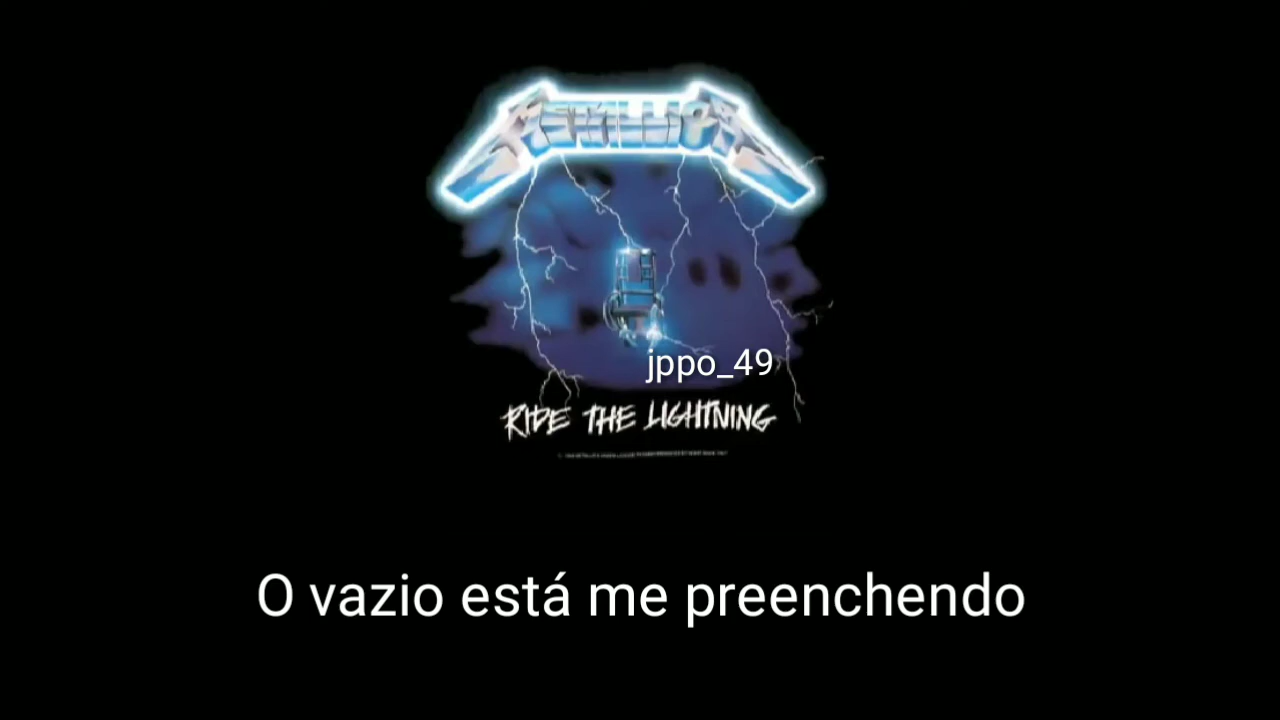 METALLICA
jppo_49
RIDE THE LIGHTNING
O vazio está me preenchendo